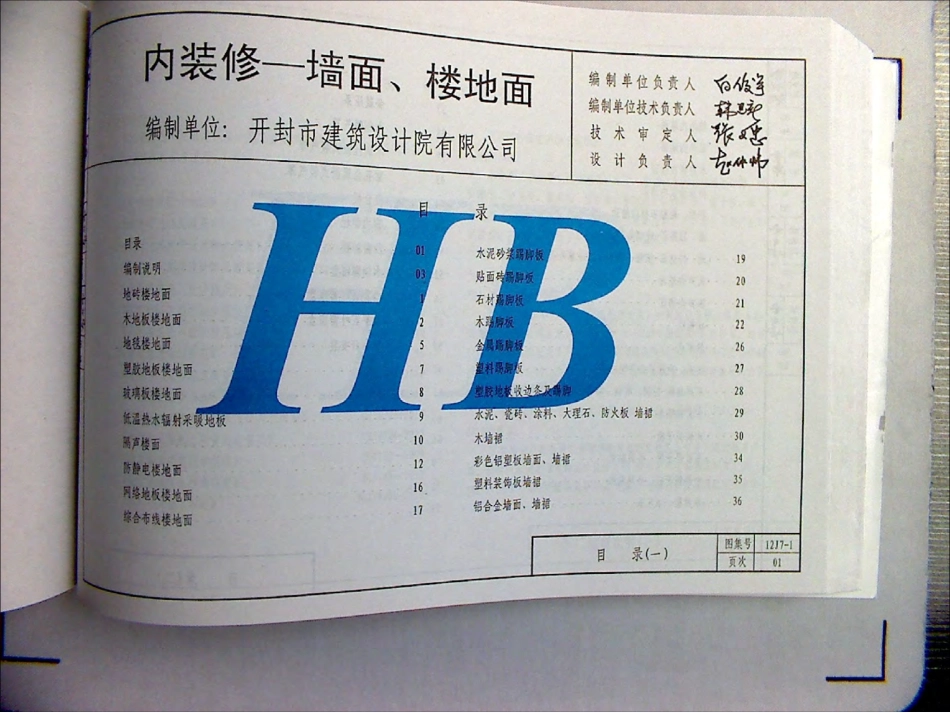 内装修—墙面、楼地面
编制单位: 开封市建筑设计院有限公司
编制单位负责人
编制单位技术负责人
技术审定人
设计负责人
目 录
目录 01
编制说明 03
地砖楼地面 1
木地板楼地面 2
地毯楼地面 5
塑胶地板楼地面 7
玻璃板楼地面 8
低温热水辐射采暖地板 9
隔声楼面 10
防静电楼地面 12
网络地板楼地面 16
综合布线楼地面 17
水泥砂浆踢脚板 19
贴面砖踢脚板 20
石材踢脚板 21
木踢脚板 22
金属踢脚板 26
塑料踢脚板 27
塑胶地板收边条及踢脚 28
水泥、瓷砖、涂料、大理石、防火板 墙裙 29
木墙裙 30
彩色铝塑板墙面、墙裙 34
塑料装饰板墙裙 35
铝合金墙面、墙裙 36
HB
目 录(一)
图集号 12J7-1
页次 01